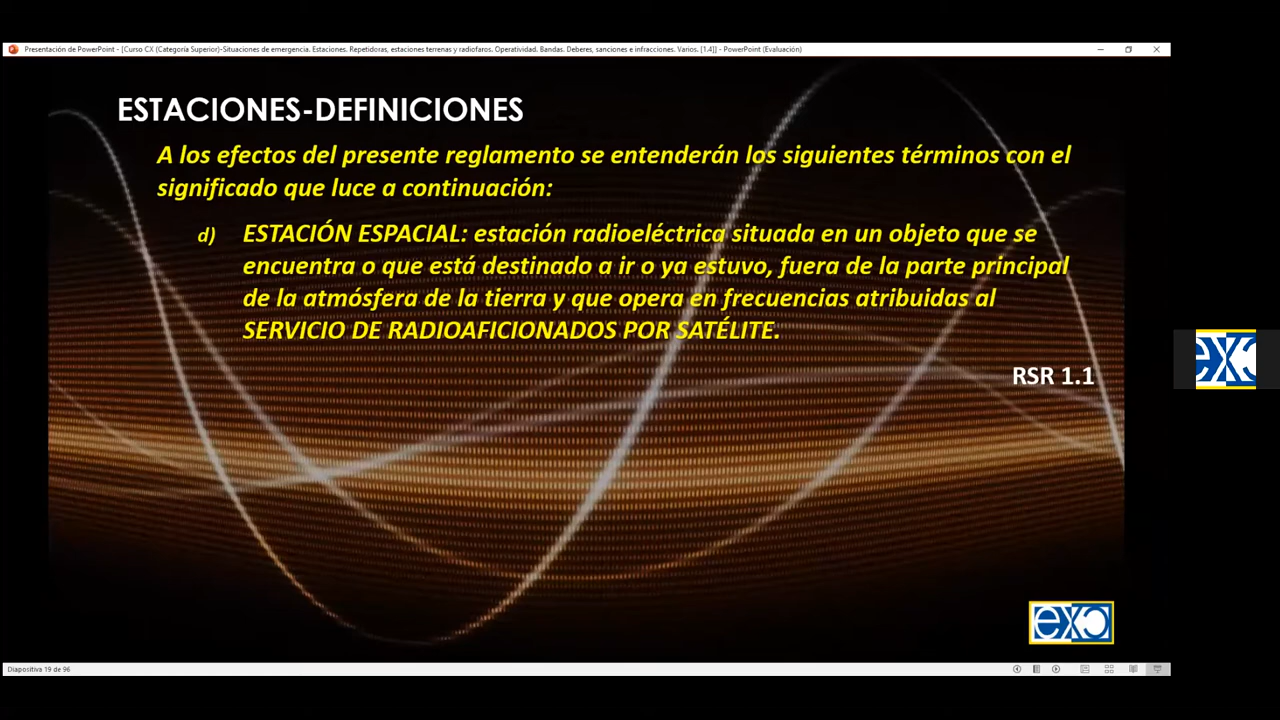 Presentación de PowerPoint - [Curso CX (Categoría Superior)-Situaciones de emergencia. Estaciones. Repetidoras, estaciones terrenas y radiofaros. Operatividad. Bandas. Deberes, sanciones e infracciones. Varios. [1.4]] - PowerPoint (Evaluación)
ESTACIONES-DEFINICIONES
A los efectos del presente reglamento se entenderán los siguientes términos con el
significado que luce a continuación:
d) ESTACIÓN ESPACIAL: estación radioeléctrica situada en un objeto que se
encuentra o que está destinado a ir o ya estuvo, fuera de la parte principal
de la atmósfera de la tierra y que opera en frecuencias atribuidas al
SERVICIO DE RADIOAFICIONADOS POR SATÉLITE.
RSR 1.1
Diapositiva 19 de 96